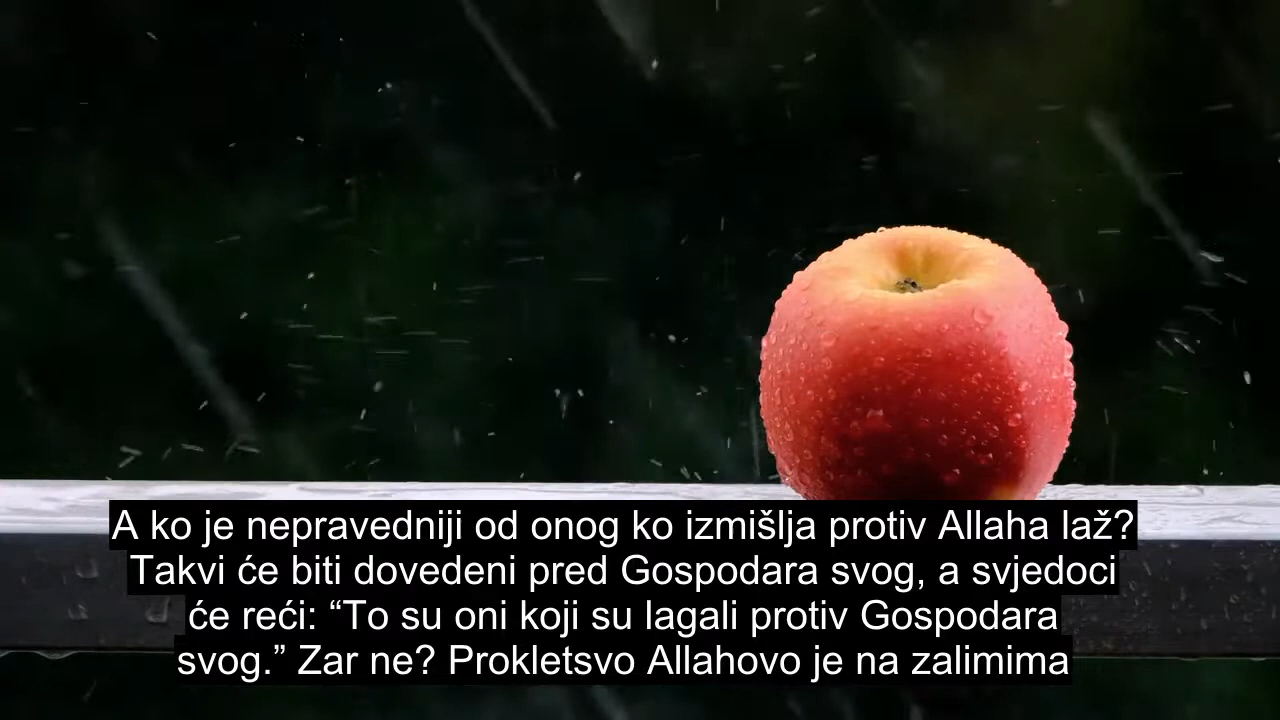 A ko je nepravedniji od onog ko izmišlja protiv Allaha laž?
Takvi će biti dovedeni pred Gospodara svog, a svjedoci
će reći: “To su oni koji su lagali protiv Gospodara
svog.” Zar ne? Prokletsvo Allahovo je na zalimima